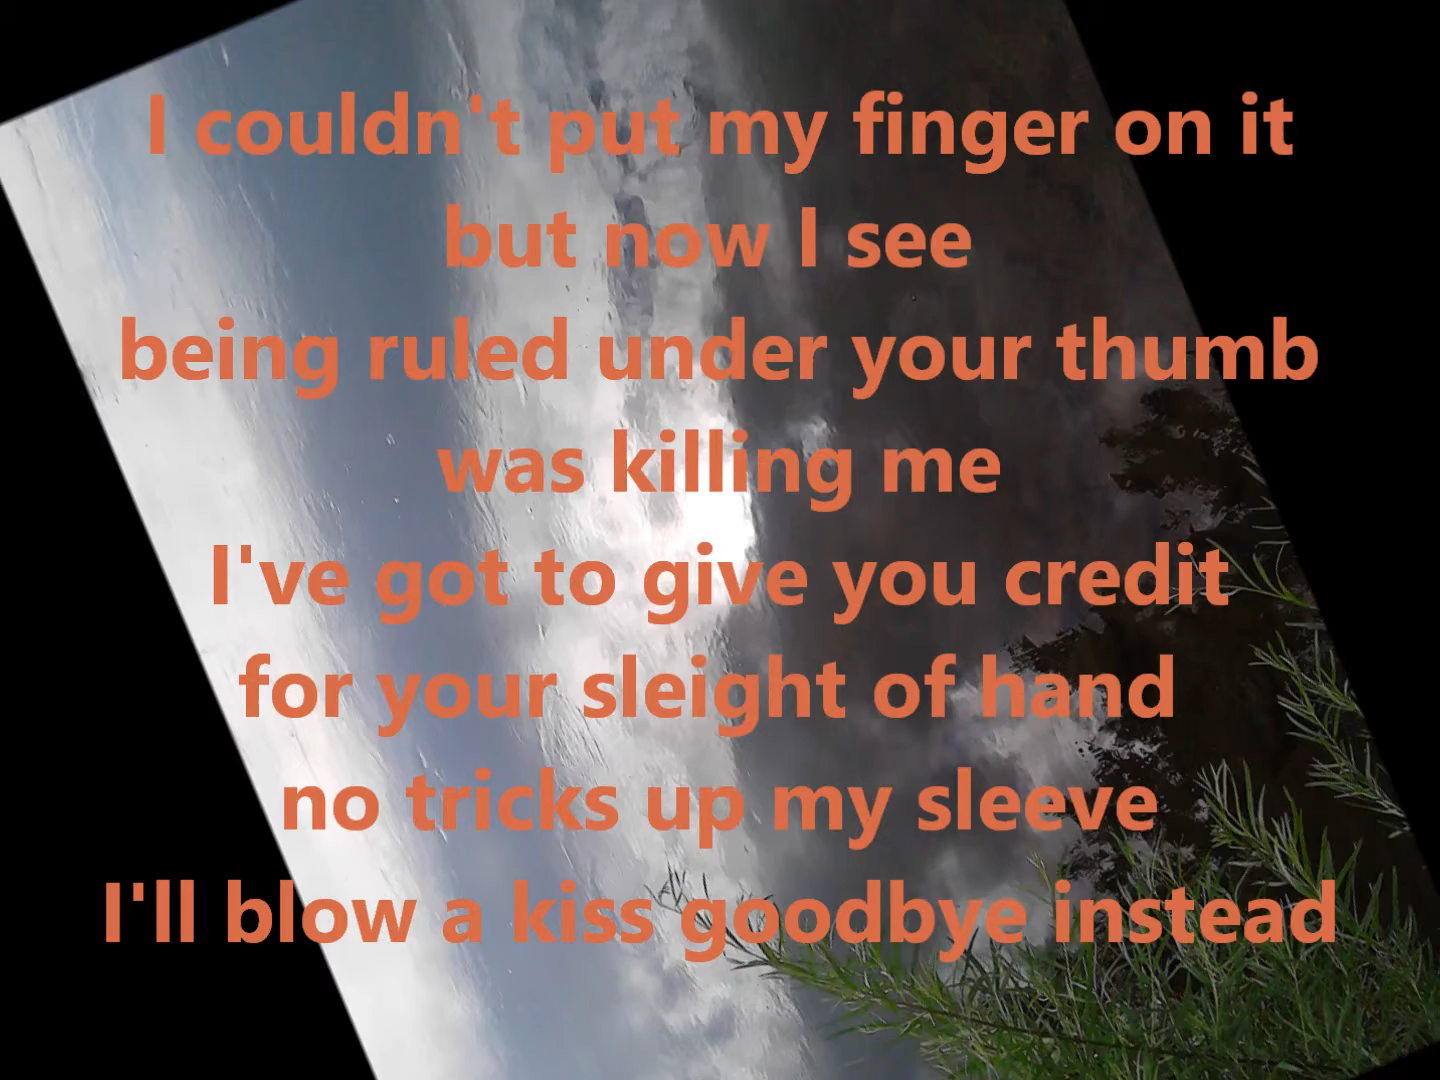 I couldn't put my finger on it
but now I see
being ruled under your thumb
was killing me
I've got to give you credit
for your sleight of hand
no tricks up my sleeve
I'll blow a kiss goodbye instead